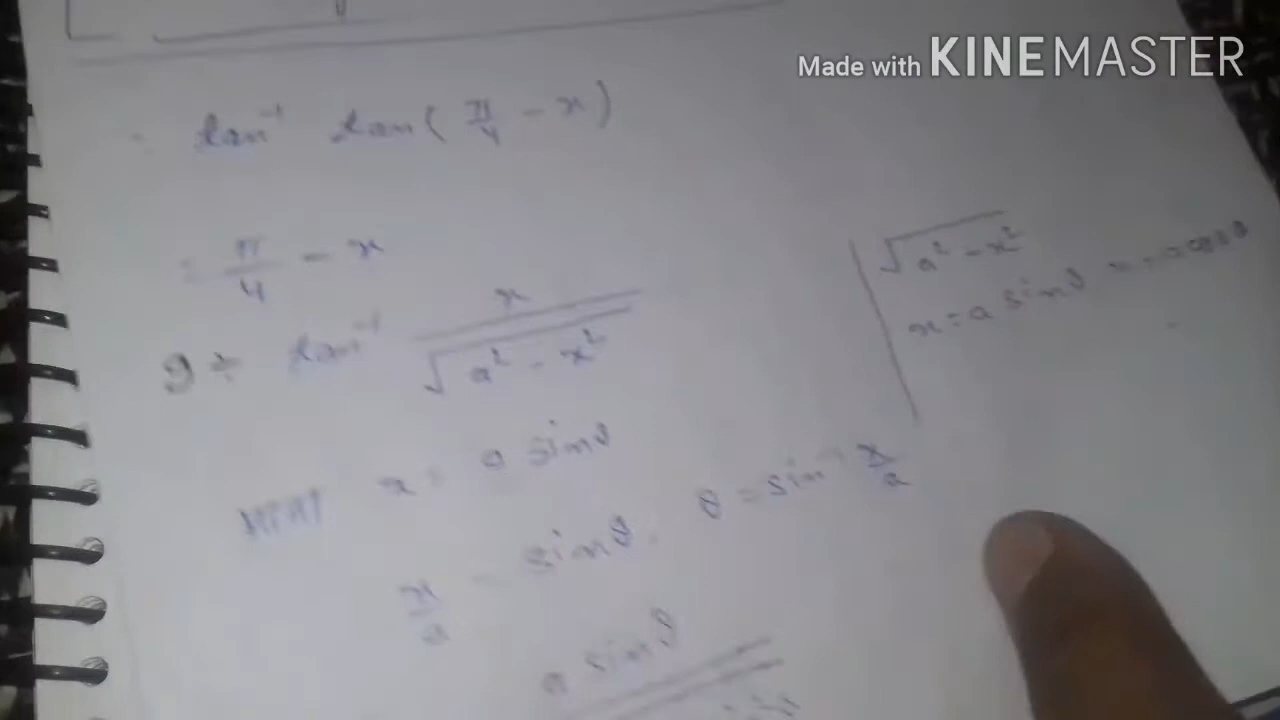 Made with KINEMASTER
= tan⁻¹ tan(π/4 - x)
= π/4 - x
9÷ tan⁻¹ x/√(a² - x²)
√(a² - x²)
x = a sinθ
x = a sinθ
x/a = sinθ. θ = sin⁻¹ x/a
a sinθ